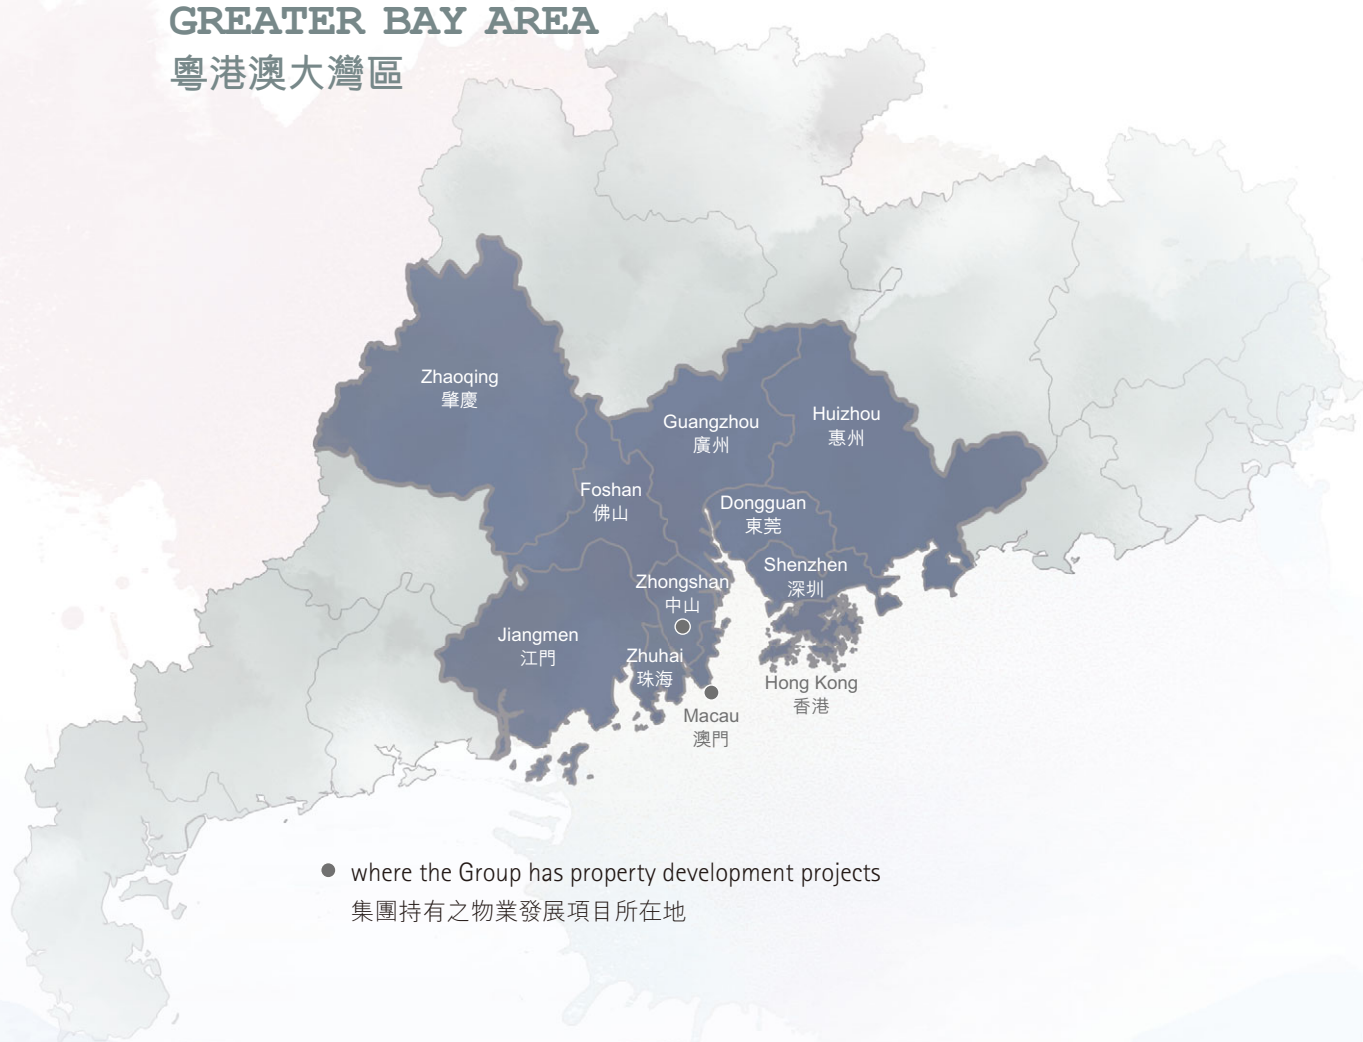 GREATER BAY AREA
粵港澳大灣區
Zhaoqing
肇慶
Guangzhou
廣州
Huizhou
惠州
Foshan
佛山
Dongguan
東莞
Shenzhen
深圳
Zhongshan
中山
Jiangmen
江門
Zhuhai
珠海
Hong Kong
香港
Macau
澳門
where the Group has property development projects
集團持有之物業發展項目所在地